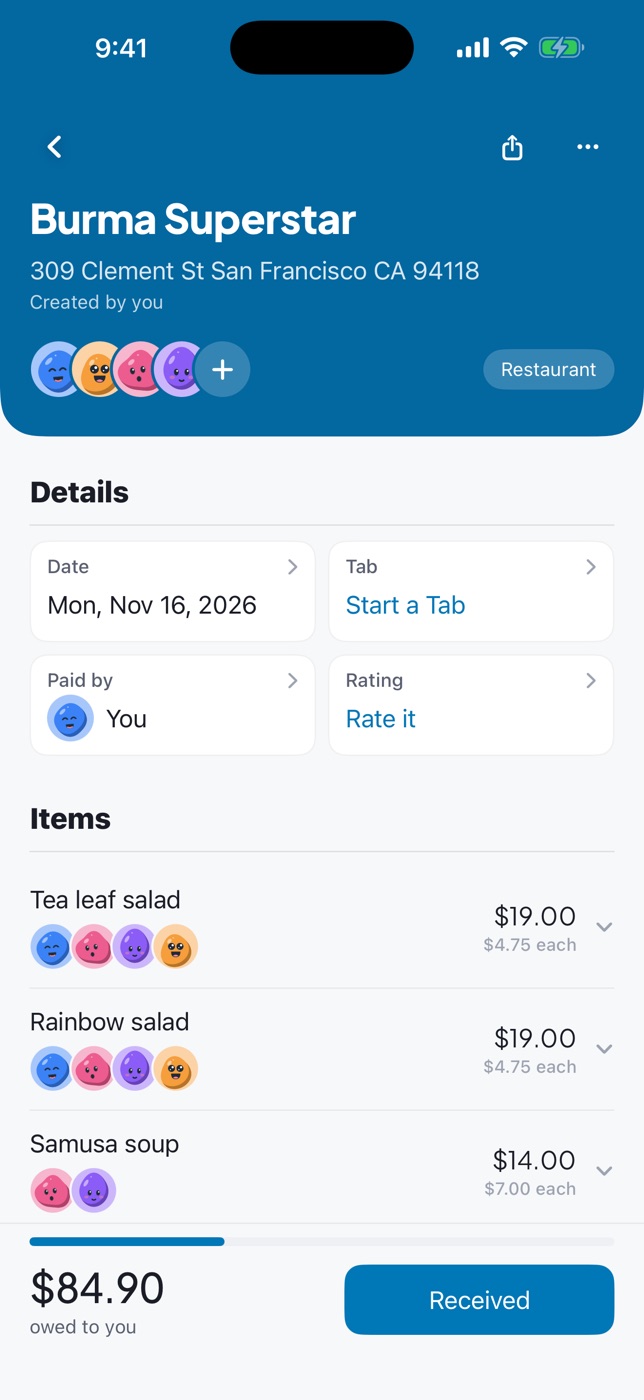 9:41
Burma Superstar
309 Clement St San Francisco CA 94118
Created by you
Restaurant
Details
Date
Mon, Nov 16, 2026
Tab
Start a Tab
Paid by
You
Rating
Rate it
Items
Tea leaf salad
$19.00
$4.75 each
Rainbow salad
$19.00
$4.75 each
Samusa soup
$14.00
$7.00 each
$84.90
owed to you
Received